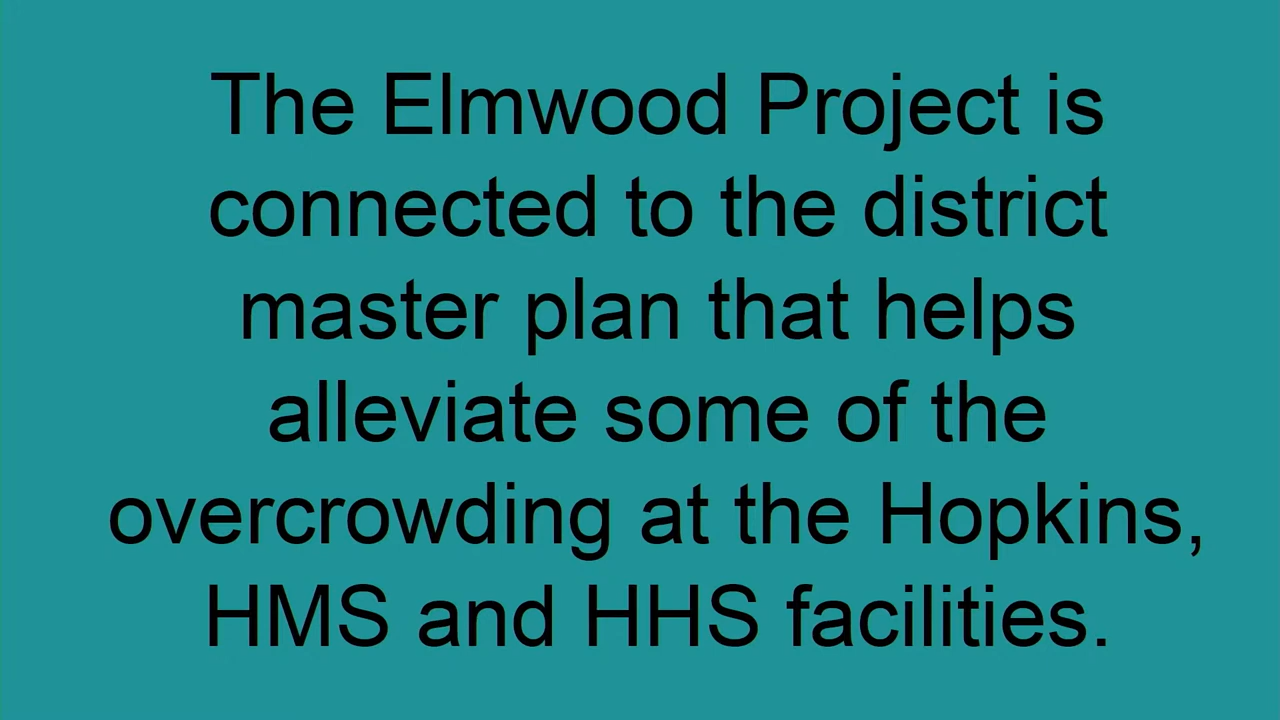 The Elmwood Project is
connected to the district
master plan that helps
alleviate some of the
overcrowding at the Hopkins,
HMS and HHS facilities.